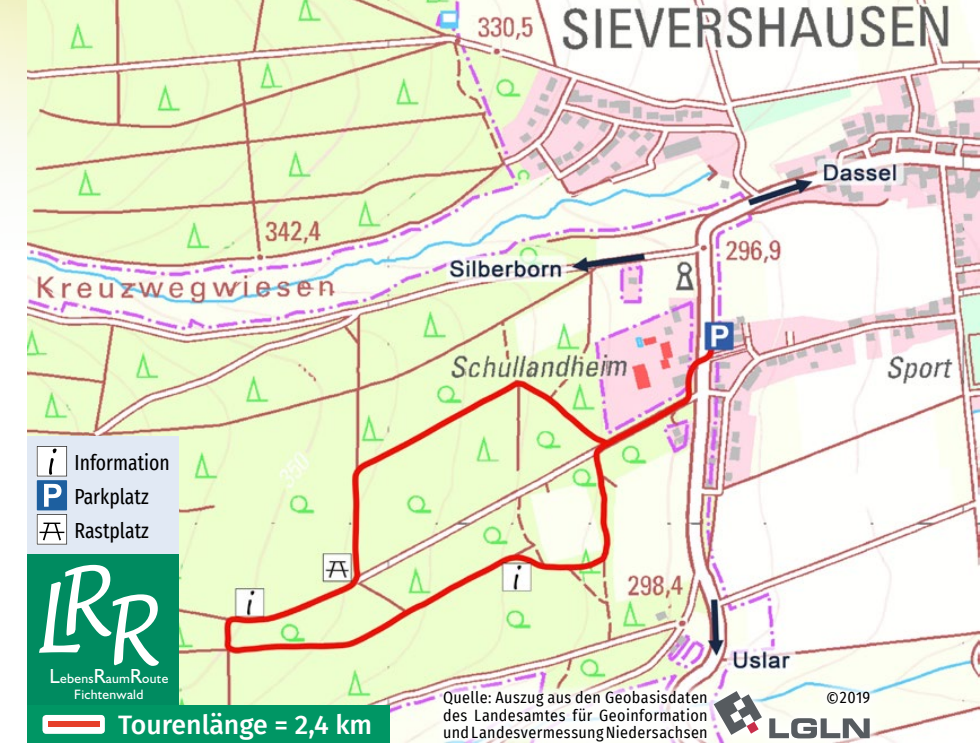 SIEVERSHAUSEN
330,5
Dassel
342,4
296,9
Silberborn
Kreuzwegwiesen
P
Schullandheim
Sport
350
i Information
P Parkplatz
Rastplatz
i
i
298,4
LRR
LebensRaumRoute
Fichtenwald
Uslar
Tourenlänge = 2,4 km
Quelle: Auszug aus den Geobasisdaten
des Landesamtes für Geoinformation
und Landesvermessung Niedersachsen
©2019
LGLN